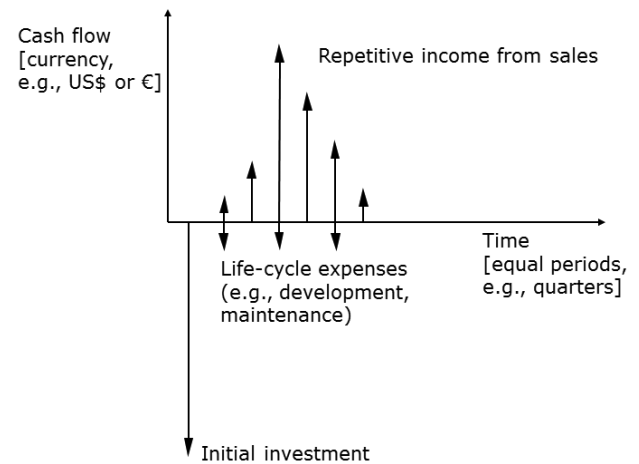 Cash flow
[currency,
e.g., US$ or €]
Repetitive income from sales
Time
[equal periods,
e.g., quarters]
Life-cycle expenses
(e.g., development,
maintenance)
Initial investment